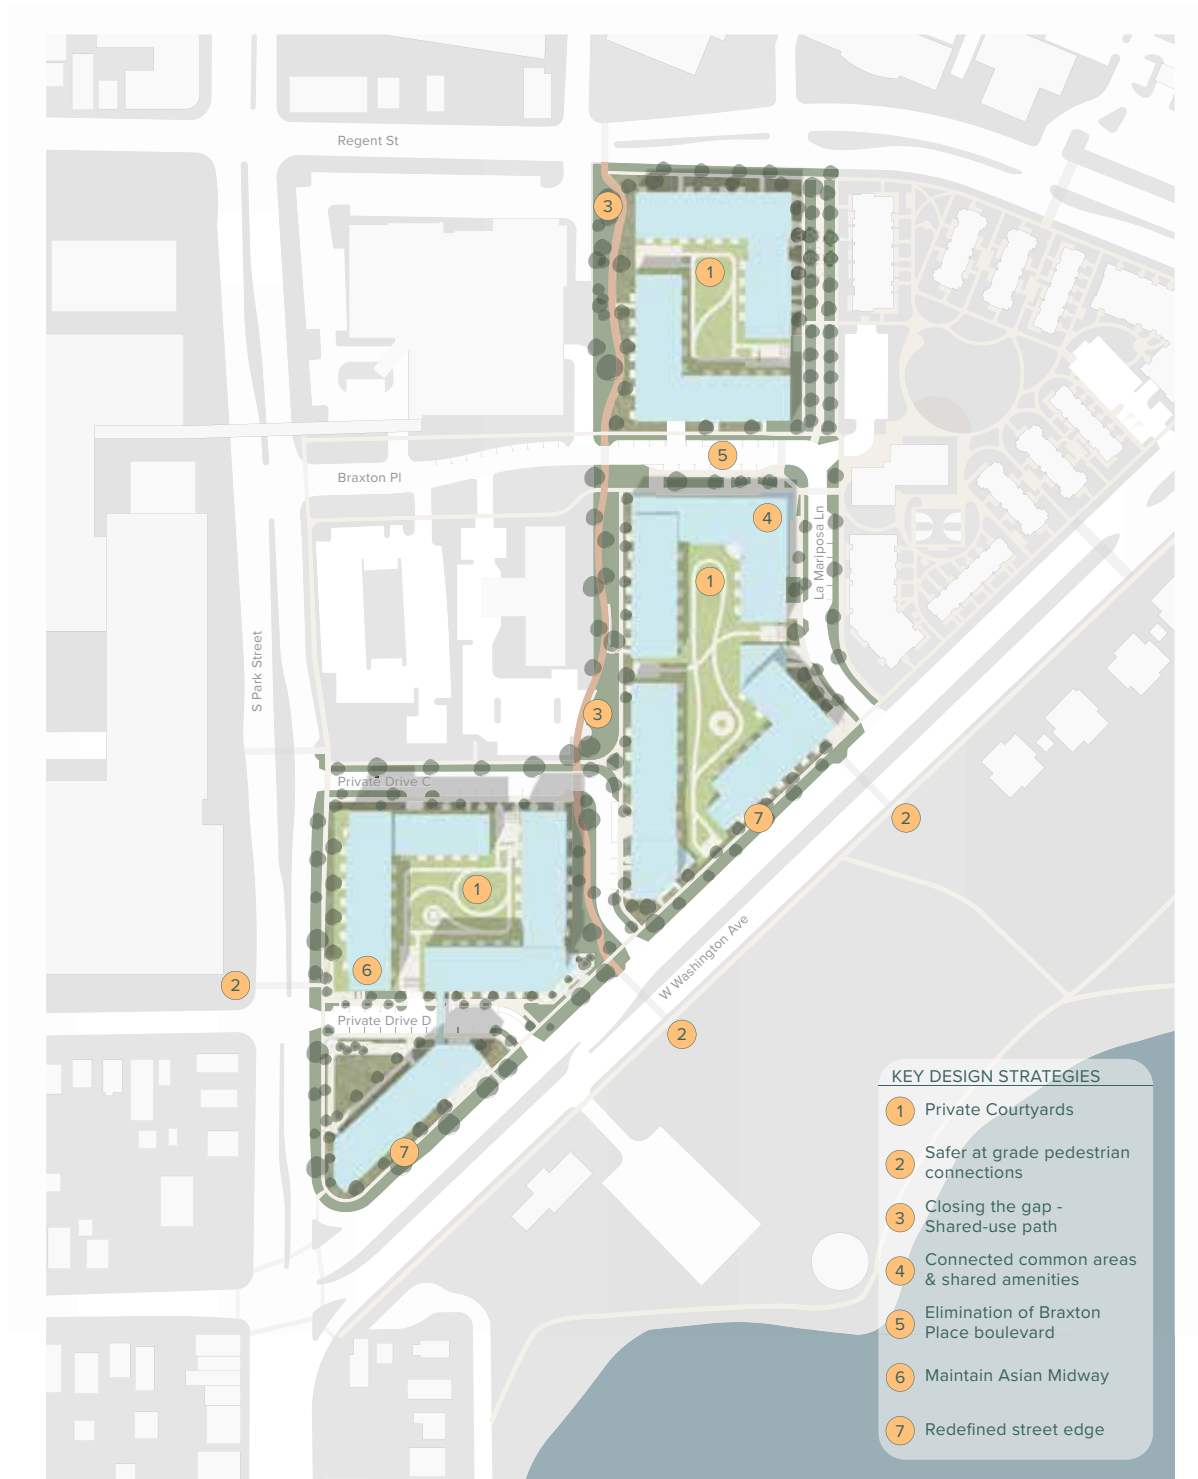 Regent St
3
1
5
Braxton Pl
4
La Mariposa Ln
1
S Park Street
3
Private Drive C
7
2
1
6
2
W Washington Ave
Private Drive D
2
7
KEY DESIGN STRATEGIES
1 Private Courtyards
2 Safer at grade pedestrian
connections
3 Closing the gap -
Shared-use path
4 Connected common areas
& shared amenities
5 Elimination of Braxton
Place boulevard
6 Maintain Asian Midway
7 Redefined street edge